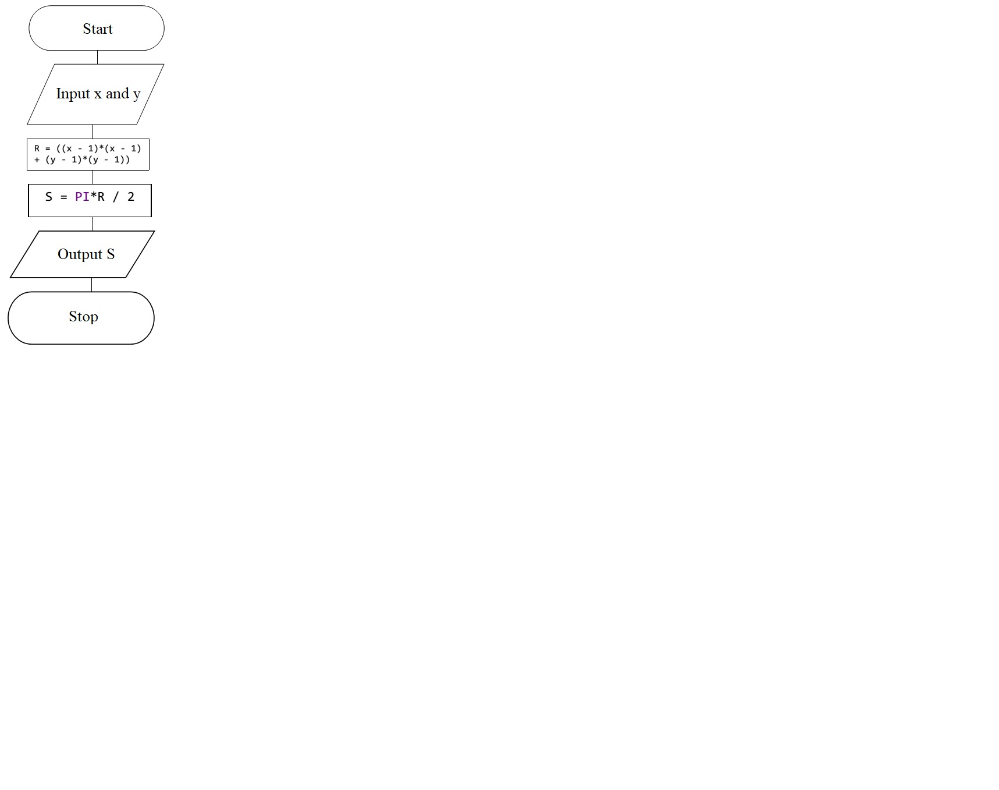 Start
Input x and y
R = ((x - 1)*(x - 1)
+ (y - 1)*(y - 1))
S = PI*R / 2
Output S
Stop